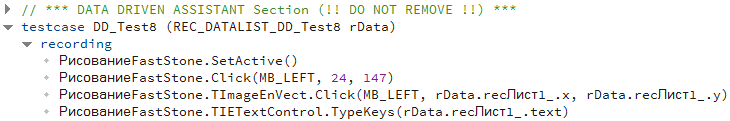 // *** DATA DRIVEN ASSISTANT Section (!! DO NOT REMOVE !!) ***
testcase DD_Test8 (REC_DATALIST_DD_Test8 rData)
recording
РисованиеFastStone.SetActive()
РисованиеFastStone.Click(MB_LEFT, 24, 147)
РисованиеFastStone.TImageEnVect.Click(MB_LEFT, rData.recЛист1_.x, rData.recЛист1_.y)
РисованиеFastStone.TIETextControl.TypeKeys(rData.recЛист1_.text)